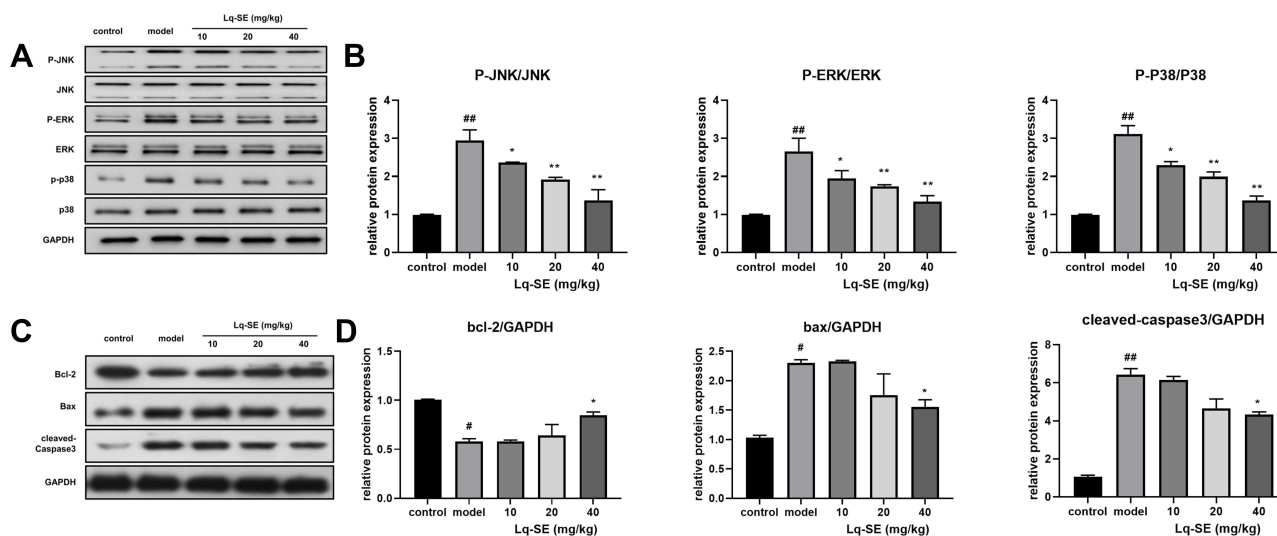 A
Lq-SE (mg/kg)
control model 10 20 40
P-JNK
JNK
P-ERK
ERK
p-p38
p38
GAPDH
B
P-JNK/JNK
relative protein expression
4
3
2
1
0
##
*
**
**
control model 10 20 40
Lq-SE (mg/kg)
P-ERK/ERK
relative protein expression
4
3
2
1
0
##
*
**
**
control model 10 20 40
Lq-SE (mg/kg)
P-P38/P38
relative protein expression
4
3
2
1
0
##
*
**
**
control model 10 20 40
Lq-SE (mg/kg)
C
Lq-SE (mg/kg)
control model 10 20 40
Bcl-2
Bax
cleaved-
Caspase3
GAPDH
D
bcl-2/GAPDH
relative protein expression
1.5
1.0
0.5
0.0
#
*
control model 10 20 40
Lq-SE (mg/kg)
bax/GAPDH
relative protein expression
2.5
2.0
1.5
1.0
0.5
0.0
#
*
control model 10 20 40
Lq-SE (mg/kg)
cleaved-caspase3/GAPDH
relative protein expression
8
6
4
2
0
##
*
control model 10 20 40
Lq-SE (mg/kg)